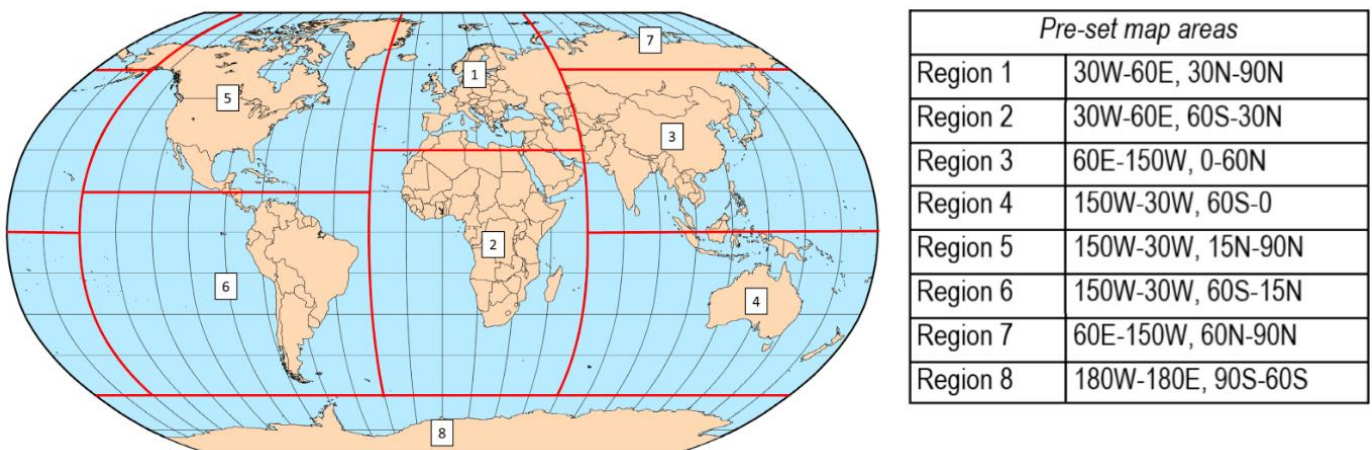 7
1
5
3
2
6
4
8
Pre-set map areas
Region 1 30W-60E, 30N-90N
Region 2 30W-60E, 60S-30N
Region 3 60E-150W, 0-60N
Region 4 150W-30W, 60S-0
Region 5 150W-30W, 15N-90N
Region 6 150W-30W, 60S-15N
Region 7 60E-150W, 60N-90N
Region 8 180W-180E, 90S-60S